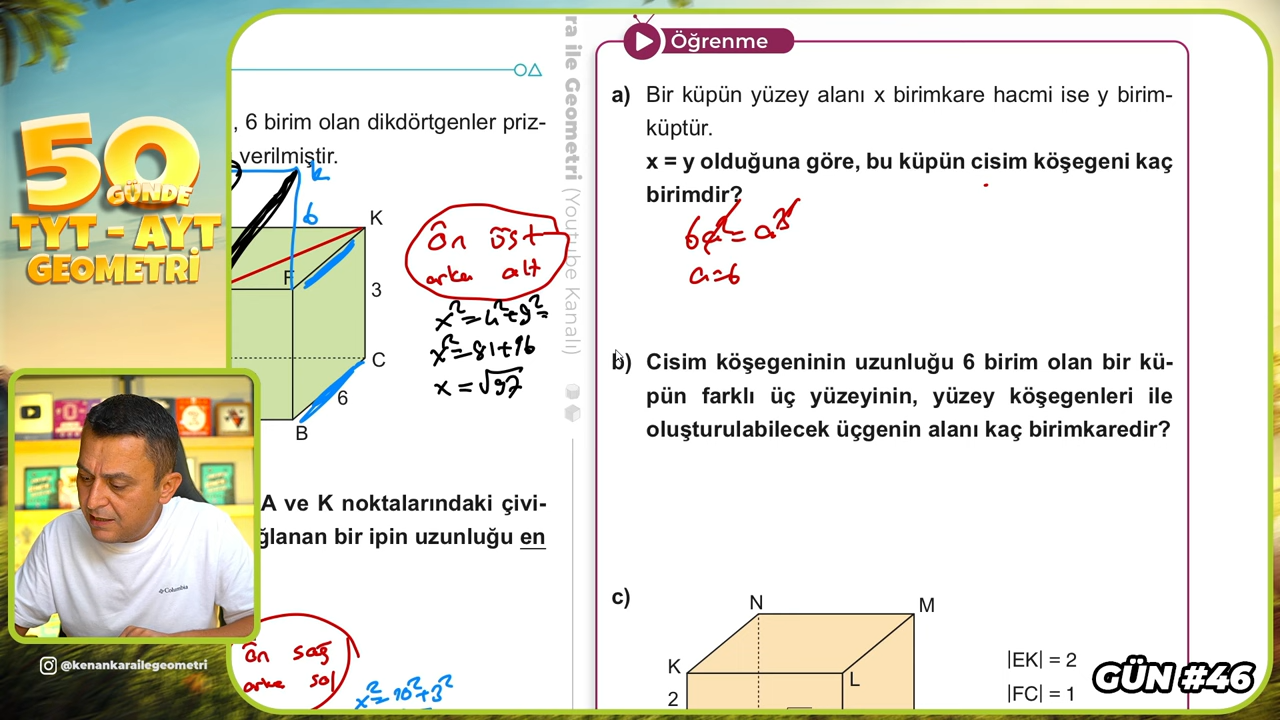 50
GÜNDE
TYT - AYT
GEOMETRİ
, 6 birim olan dikdörtgenler priz-
verilmiştir.
k
6
K
F
3
C
6
B
Ön üst
arka alt
x²=4²+9²=
x²=81+16
x=√97
A ve K noktalarındaki çivi-
ğlanan bir ipin uzunluğu en
Ön sağ
arka sol
x²=10²+3²
ra ile Geometri (Youtube Kanalı)
Öğrenme
a) Bir küpün yüzey alanı x birimkare hacmi ise y birim-
küptür.
x = y olduğuna göre, bu küpün cisim köşegeni kaç
birimdir?
6a²=a³
a=6
b) Cisim köşegeninin uzunluğu 6 birim olan bir kü-
pün farklı üç yüzeyinin, yüzey köşegenleri ile
oluşturulabilecek üçgenin alanı kaç birimkaredir?
c)
N
M
K
L
2
|EK| = 2
|FC| = 1
GÜN #46
Columbia
@kenankarailegeometri